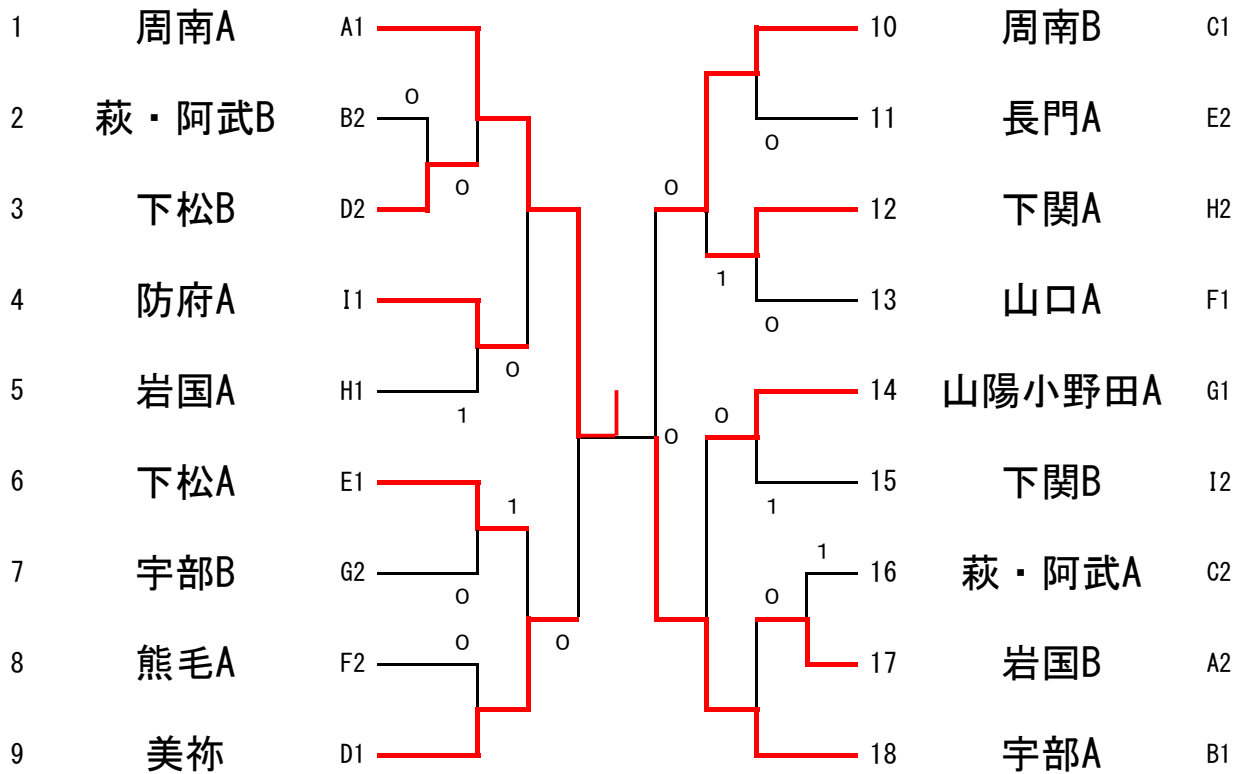 1 周南A A1
2 萩・阿武B B2
3 下松B D2
4 防府A I1
5 岩国A H1
6 下松A E1
7 宇部B G2
8 熊毛A F2
9 美祢 D1
0
0
0
1
1
0
0
0
0
0
0
1
0
0
0
1
1
0
10 周南B C1
11 長門A E2
12 下関A H2
13 山口A F1
14 山陽小野田A G1
15 下関B I2
16 萩・阿武A C2
17 岩国B A2
18 宇部A B1